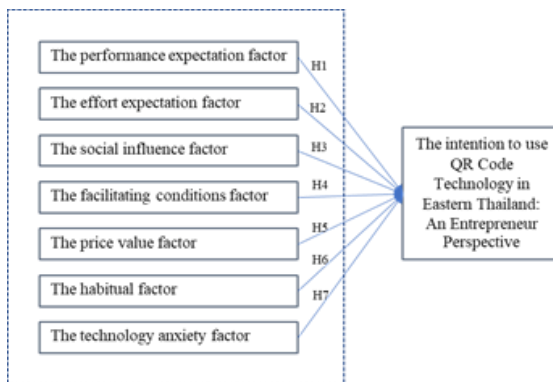 The performance expectation factor
H1
The effort expectation factor
H2
The social influence factor
H3
The facilitating conditions factor
H4
The price value factor
H5
The habitual factor
H6
The technology anxiety factor
H7
The intention to use
QR Code
Technology in
Eastern Thailand:
An Entrepreneur
Perspective